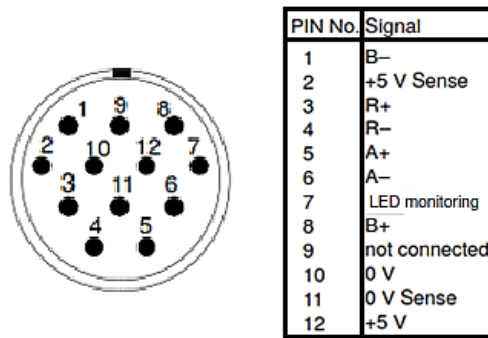 1 9 8
2 10 12 7
3 11 6
4 5
PIN No. Signal
1 B–
2 +5 V Sense
3 R+
4 R–
5 A+
6 A–
7 LED monitoring
8 B+
9 not connected
10 0 V
11 0 V Sense
12 +5 V